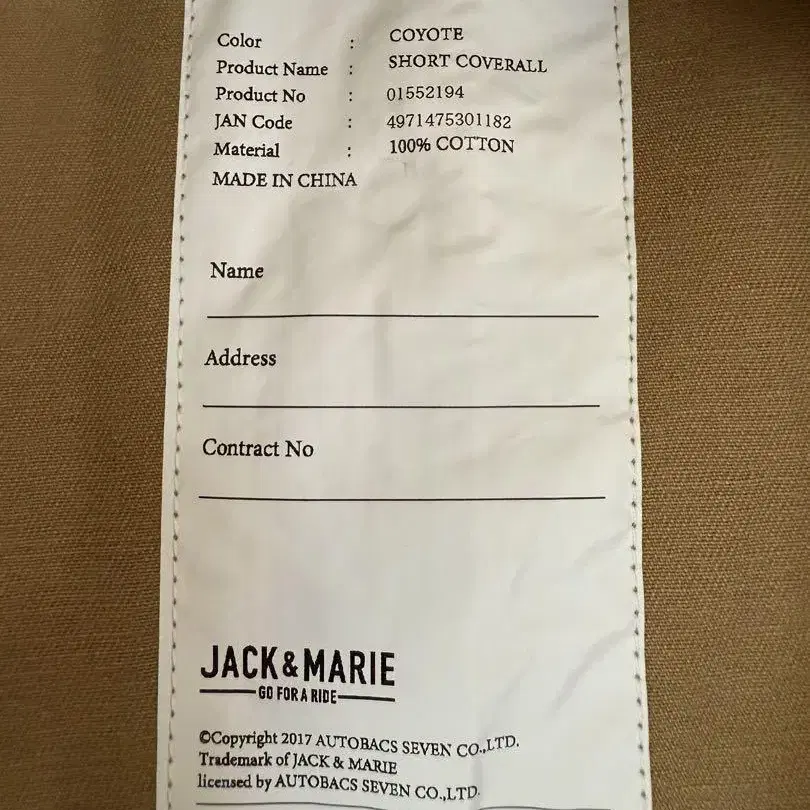 Color : COYOTE
Product Name : SHORT COVERALL
Product No : 01552194
JAN Code : 4971475301182
Material : 100% COTTON
MADE IN CHINA
Name
Address
Contract No
JACK&MARIE
GO FOR A RIDE
©Copyright 2017 AUTOBACS SEVEN CO.,LTD.
Trademark of JACK & MARIE
licensed by AUTOBACS SEVEN CO.,LTD.